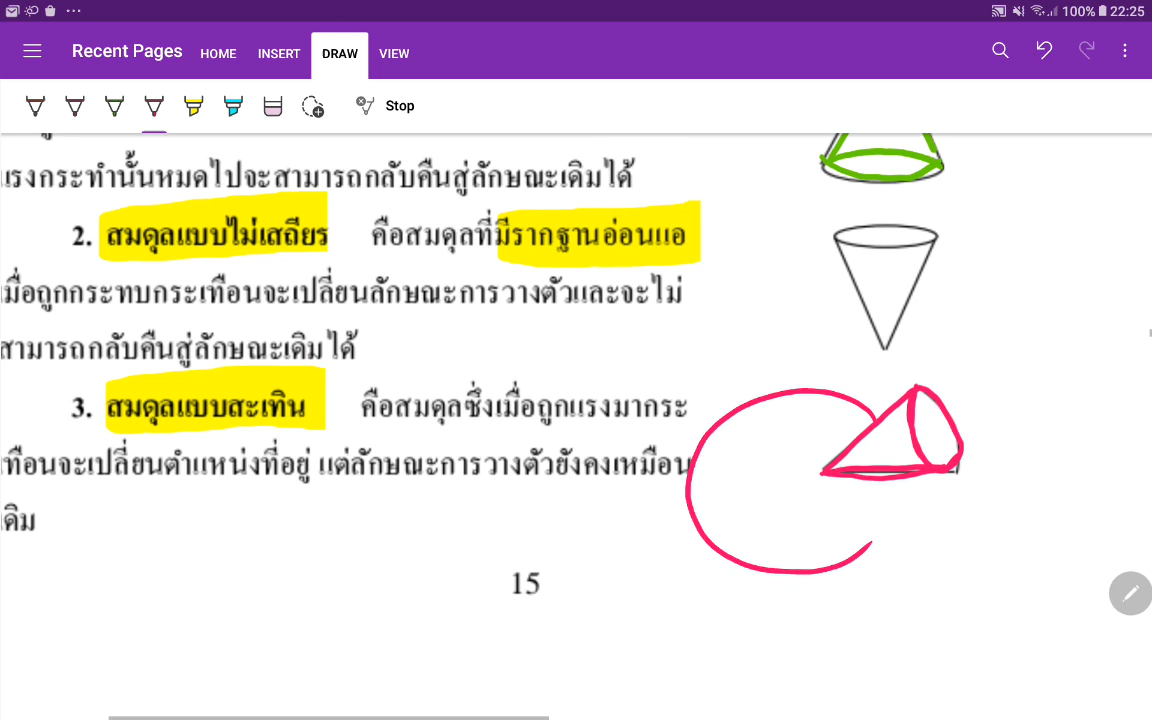 100% 22:25
Recent Pages HOME INSERT DRAW VIEW
Stop
แรงกระทำนั้นหมดไปจะสามารถกลับคืนสู่ลักษณะเดิมได้
2. สมดุลแบบไม่เสถียร คือสมดุลที่มีรากฐานอ่อนแอ
มื่อถูกกระทบกระเทือนจะเปลี่ยนลักษณะการวางตัวและจะไม่
สามารถกลับคืนสู่ลักษณะเดิมได้
3. สมดุลแบบสะเทิน คือสมดุลซึ่งเมื่อถูกแรงมากระ
ทือนจะเปลี่ยนตำแหน่งที่อยู่ แต่ลักษณะการวางตัวยังคงเหมือน
ดิม
15